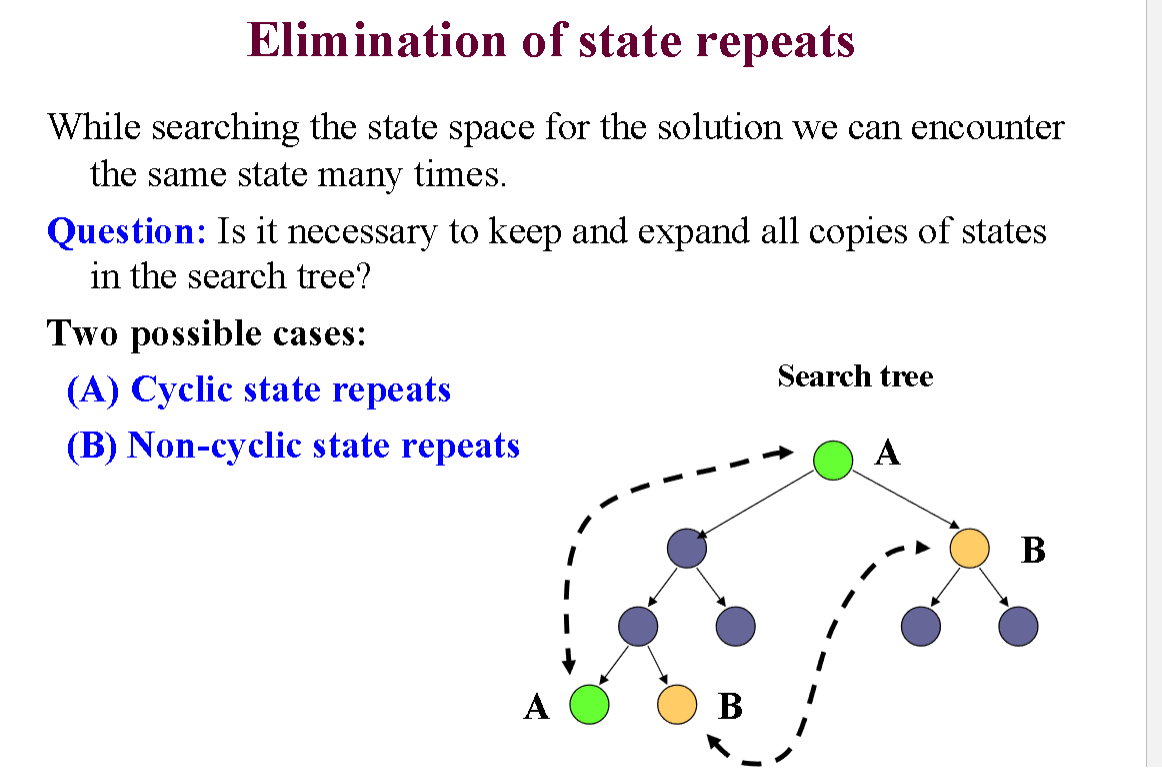 Elimination of state repeats
While searching the state space for the solution we can encounter
the same state many times.
Question: Is it necessary to keep and expand all copies of states
in the search tree?
Two possible cases:
(A) Cyclic state repeats
(B) Non-cyclic state repeats
Search tree
A
B
A
B